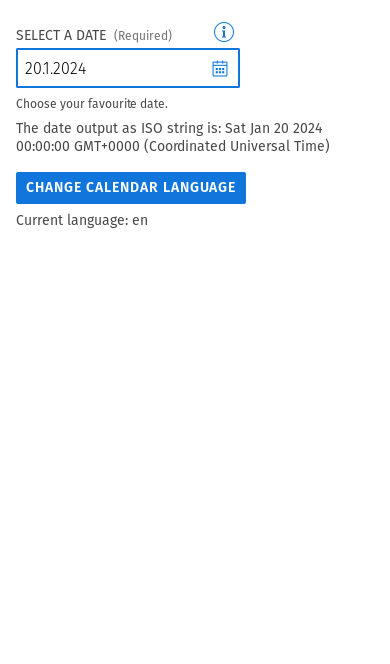 SELECT A DATE (Required)
20.1.2024
Choose your favourite date.
The date output as ISO string is: Sat Jan 20 2024
00:00:00 GMT+0000 (Coordinated Universal Time)
CHANGE CALENDAR LANGUAGE
Current language: en